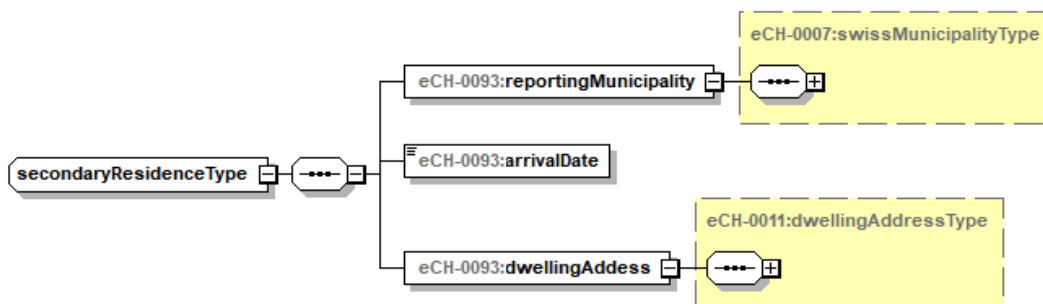 eCH-0007:swissMunicipalityType
eCH-0093:reportingMunicipality
secondaryResidenceType
eCH-0093:arrivalDate
eCH-0011:dwellingAddressType
eCH-0093:dwellingAddess